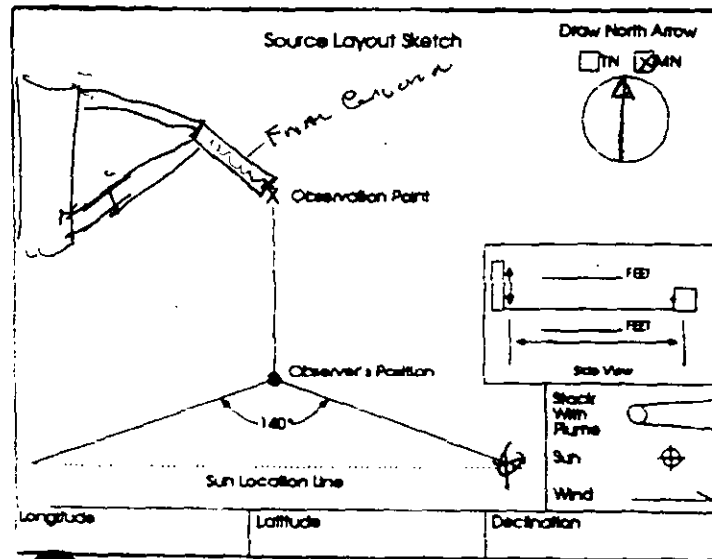 Source Layout Sketch
Draw North Arrow
TN MN
From
Observation Point
FEET
FEET
Side View
Observer's Position
140°
Sun Location Line
Stack
With
Plume
Sun
Wind
Longitude
Latitude
Declination